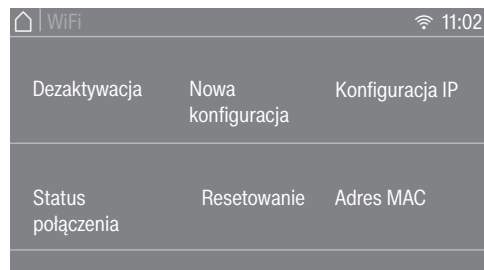 WiFi 11:02
Dezaktywacja
Nowa
konfiguracja
Konfiguracja IP
Status
połączenia
Resetowanie
Adres MAC